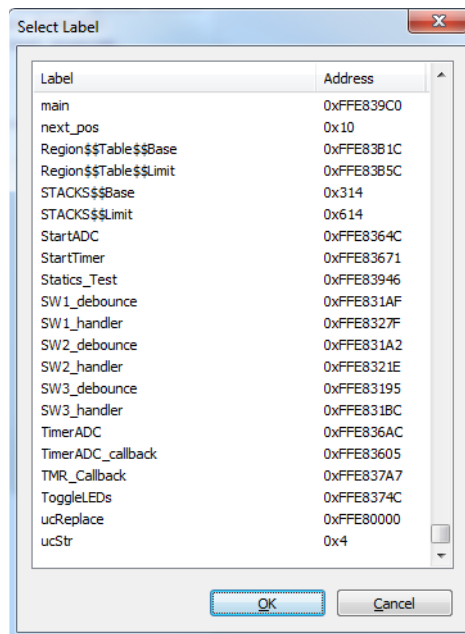 Select Label
Label Address
main 0xFFE839C0
next_pos 0x10
Region$$Table$$Base 0xFFE83B1C
Region$$Table$$Limit 0xFFE83B5C
STACKS$$Base 0x314
STACKS$$Limit 0x614
StartADC 0xFFE8364C
StartTimer 0xFFE83671
Statics_Test 0xFFE83946
SW1_debounce 0xFFE831AF
SW1_handler 0xFFE8327F
SW2_debounce 0xFFE831A2
SW2_handler 0xFFE8321E
SW3_debounce 0xFFE83195
SW3_handler 0xFFE831BC
TimerADC 0xFFE836AC
TimerADC_callback 0xFFE83605
TMR_Callback 0xFFE837A7
ToggleLEDs 0xFFE8374C
ucReplace 0xFFE80000
ucStr 0x4
OK Cancel